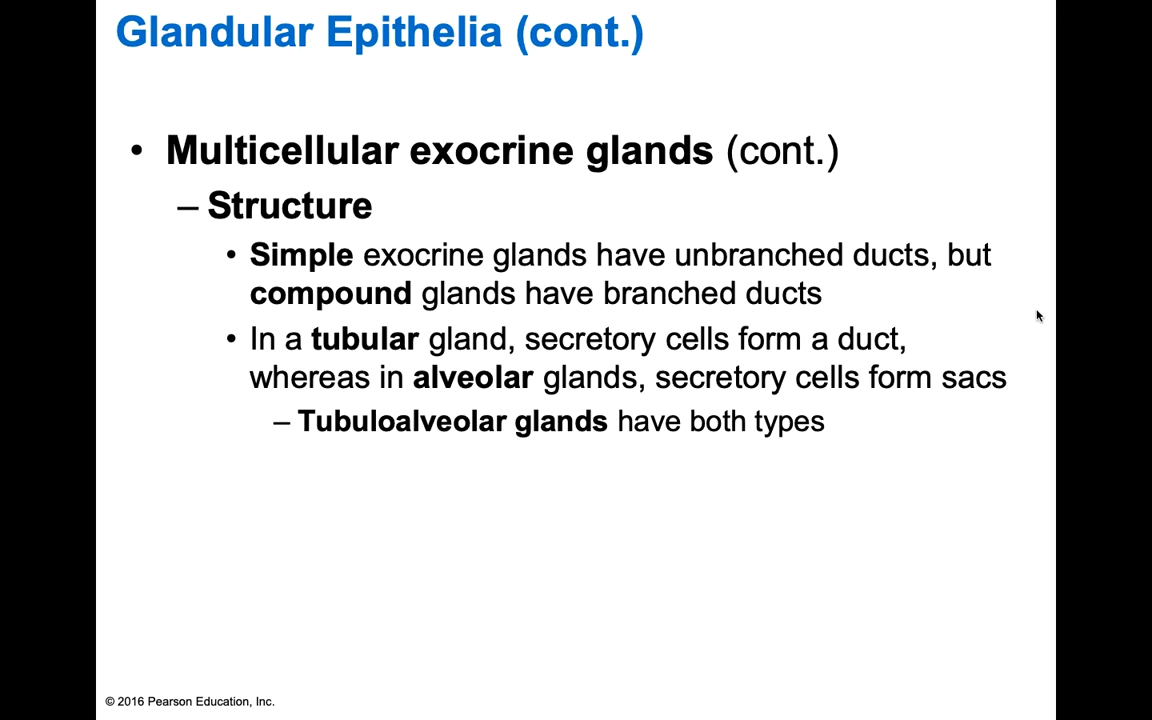 Glandular Epithelia (cont.)
• Multicellular exocrine glands (cont.)
– Structure
• Simple exocrine glands have unbranched ducts, but
compound glands have branched ducts
• In a tubular gland, secretory cells form a duct,
whereas in alveolar glands, secretory cells form sacs
– Tubuloalveolar glands have both types
© 2016 Pearson Education, Inc.